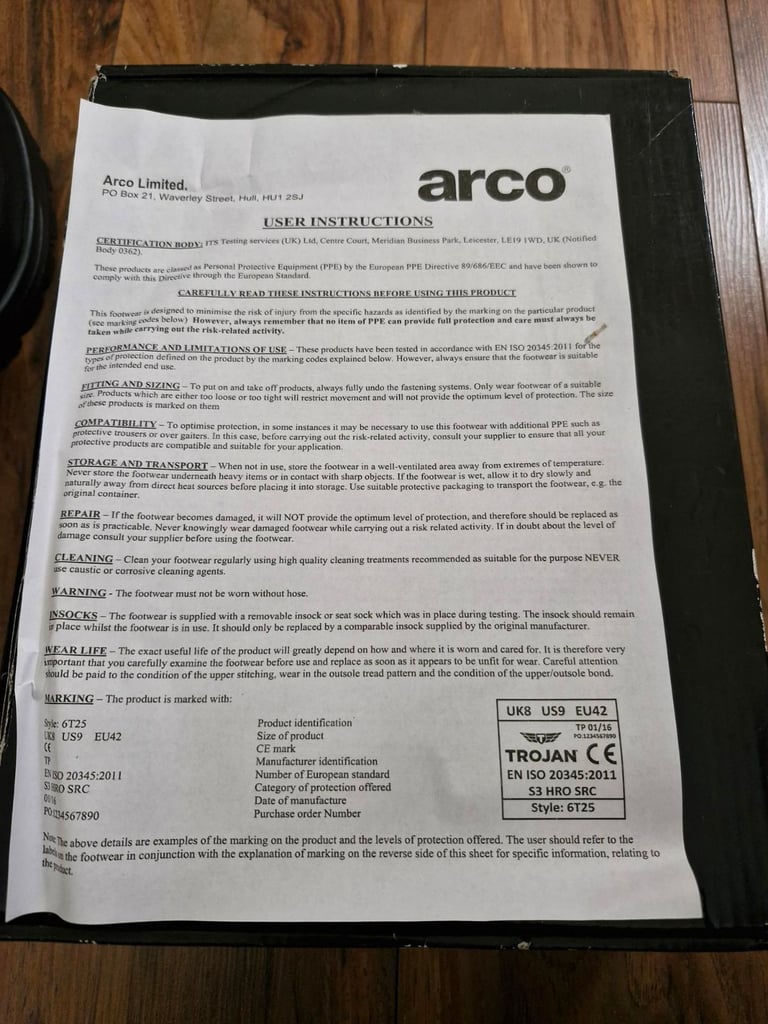 Arco Limited.
PO Box 21, Waverley Street, Hull, HU1 2SJ
arco®
USER INSTRUCTIONS
CERTIFICATION BODY: ITS Testing services (UK) Ltd, Centre Court, Meridian Business Park, Leicester, LE19 1WD, UK (Notified
Body 0362).
These products are classed as Personal Protective Equipment (PPE) by the European PPE Directive 89/686/EEC and have been shown to
comply with this Directive through the European Standard.
CAREFULLY READ THESE INSTRUCTIONS BEFORE USING THIS PRODUCT
This footwear is designed to minimise the risk of injury from the specific hazards as identified by the marking on the particular product
(see marking codes below) However, always remember that no item of PPE can provide full protection and care must always be
taken while carrying out the risk-related activity.
PERFORMANCE AND LIMITATIONS OF USE – These products have been tested in accordance with EN ISO 20345:2011 for the
types of protection defined on the product by the marking codes explained below. However, always ensure that the footwear is suitable
for the intended end use.
FITTING AND SIZING – To put on and take off products, always fully undo the fastening systems. Only wear footwear of a suitable
size. Products which are either too loose or too tight will restrict movement and will not provide the optimum level of protection. The size
of these products is marked on them
COMPATIBILITY – To optimise protection, in some instances it may be necessary to use this footwear with additional PPE such as
protective trousers or over gaiters. In this case, before carrying out the risk-related activity, consult your supplier to ensure that all your
protective products are compatible and suitable for your application.
STORAGE AND TRANSPORT – When not in use, store the footwear in a well-ventilated area away from extremes of temperature.
Never store the footwear underneath heavy items or in contact with sharp objects. If the footwear is wet, allow it to dry slowly and
naturally away from direct heat sources before placing it into storage. Use suitable protective packaging to transport the footwear, e.g. the
original container.
REPAIR – If the footwear becomes damaged, it will NOT provide the optimum level of protection, and therefore should be replaced as
soon as is practicable. Never knowingly wear damaged footwear while carrying out a risk related activity. If in doubt about the level of
damage consult your supplier before using the footwear.
CLEANING – Clean your footwear regularly using high quality cleaning treatments recommended as suitable for the purpose NEVER
use caustic or corrosive cleaning agents.
WARNING - The footwear must not be worn without hose.
INSOCKS – The footwear is supplied with a removable insock or seat sock which was in place during testing. The insock should remain
in place whilst the footwear is in use. It should only be replaced by a comparable insock supplied by the original manufacturer.
WEAR LIFE – The exact useful life of the product will greatly depend on how and where it is worn and cared for. It is therefore very
important that you carefully examine the footwear before use and replace as soon as it appears to be unfit for wear. Careful attention
should be paid to the condition of the upper stitching, wear in the outsole tread pattern and the condition of the upper/outsole bond.
MARKING – The product is marked with:
Style: 6T25 Product identification
UK8 US9 EU42 Size of product
CE CE mark
TP Manufacturer identification
EN ISO 20345:2011 Number of European standard
S3 HRO SRC Category of protection offered
01/16 Date of manufacture
PO:1234567890 Purchase order Number
UK8 US9 EU42
TP 01/16
PO:1234567890
TROJAN CE
EN ISO 20345:2011
S3 HRO SRC
Style: 6T25
Note The above details are examples of the marking on the product and the levels of protection offered. The user should refer to the
labels on the footwear in conjunction with the explanation of marking on the reverse side of this sheet for specific information, relating to
the product.